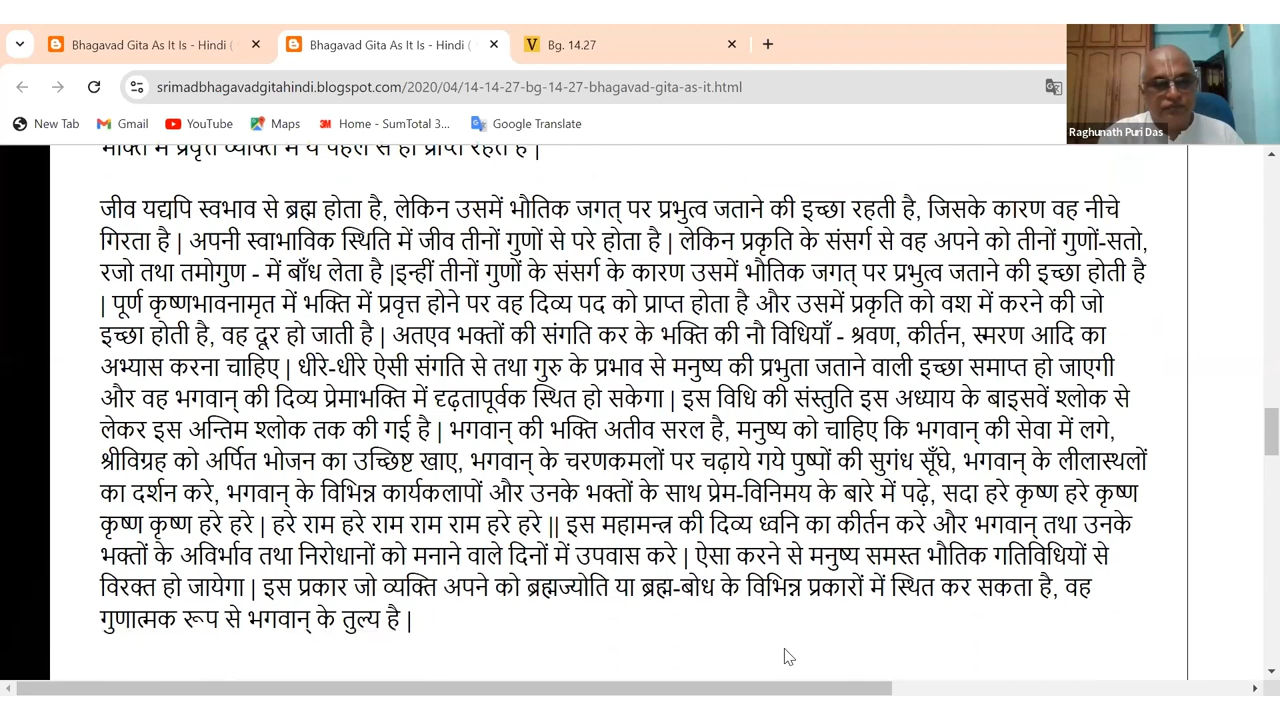 Bhagavad Gita As It Is - Hindi (
Bhagavad Gita As It Is - Hindi (
Bg. 14.27
srimadbhagavadgitahindi.blogspot.com/2020/04/14-14-27-bg-14-27-bhagavad-gita-as-it.html
New Tab Gmail YouTube Maps Home - SumTotal 3... Google Translate
Raghunath Puri Das
भक्ति में प्रवृत्त व्यक्ति में ये पहले से ही प्राप्त रहते हैं |
जीव यद्यपि स्वभाव से ब्रह्म होता है, लेकिन उसमें भौतिक जगत् पर प्रभुत्व जताने की इच्छा रहती है, जिसके कारण वह नीचे
गिरता है | अपनी स्वाभाविक स्थिति में जीव तीनों गुणों से परे होता है | लेकिन प्रकृति के संसर्ग से वह अपने को तीनों गुणों-सतो,
रजो तथा तमोगुण - में बाँध लेता है |इन्हीं तीनों गुणों के संसर्ग के कारण उसमें भौतिक जगत् पर प्रभुत्व जताने की इच्छा होती है
| पूर्ण कृष्णभावनामृत में भक्ति में प्रवृत्त होने पर वह दिव्य पद को प्राप्त होता है और उसमें प्रकृति को वश में करने की जो
इच्छा होती है, वह दूर हो जाती है | अतएव भक्तों की संगति कर के भक्ति की नौ विधियाँ - श्रवण, कीर्तन, स्मरण आदि का
अभ्यास करना चाहिए | धीरे-धीरे ऐसी संगति से तथा गुरु के प्रभाव से मनुष्य की प्रभुता जताने वाली इच्छा समाप्त हो जाएगी
और वह भगवान् की दिव्य प्रेमाभक्ति में दृढ़तापूर्वक स्थित हो सकेगा | इस विधि की संस्तुति इस अध्याय के बाइसवें श्लोक से
लेकर इस अन्तिम श्लोक तक की गई है | भगवान् की भक्ति अतीव सरल है, मनुष्य को चाहिए कि भगवान् की सेवा में लगे,
श्रीविग्रह को अर्पित भोजन का उच्छिष्ट खाए, भगवान् के चरणकमलों पर चढ़ाये गये पुष्पों की सुगंध सूँघे, भगवान् के लीलास्थलों
का दर्शन करे, भगवान् के विभिन्न कार्यकलापों और उनके भक्तों के साथ प्रेम-विनिमय के बारे में पढ़े, सदा हरे कृष्ण हरे कृष्ण
कृष्ण कृष्ण हरे हरे | हरे राम हरे राम राम राम हरे हरे || इस महामन्त्र की दिव्य ध्वनि का कीर्तन करे और भगवान् तथा उनके
भक्तों के अविर्भाव तथा निरोधानों को मनाने वाले दिनों में उपवास करे | ऐसा करने से मनुष्य समस्त भौतिक गतिविधियों से
विरक्त हो जायेगा | इस प्रकार जो व्यक्ति अपने को ब्रह्मज्योति या ब्रह्म-बोध के विभिन्न प्रकारों में स्थित कर सकता है, वह
गुणात्मक रूप से भगवान् के तुल्य है |